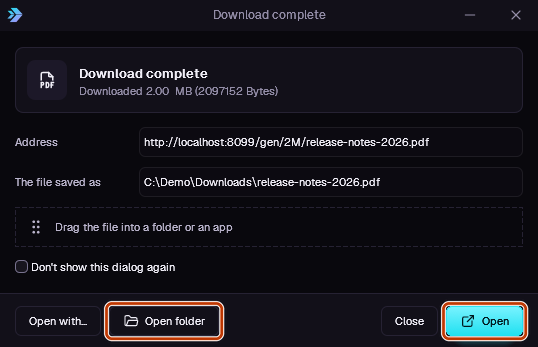 Download complete
PDF
Download complete
Downloaded 2.00 MB (2097152 Bytes)
Address
http://localhost:8099/gen/2M/release-notes-2026.pdf
The file saved as
C:\Demo\Downloads\release-notes-2026.pdf
Drag the file into a folder or an app
Don't show this dialog again
Open with...
Open folder
Close
Open